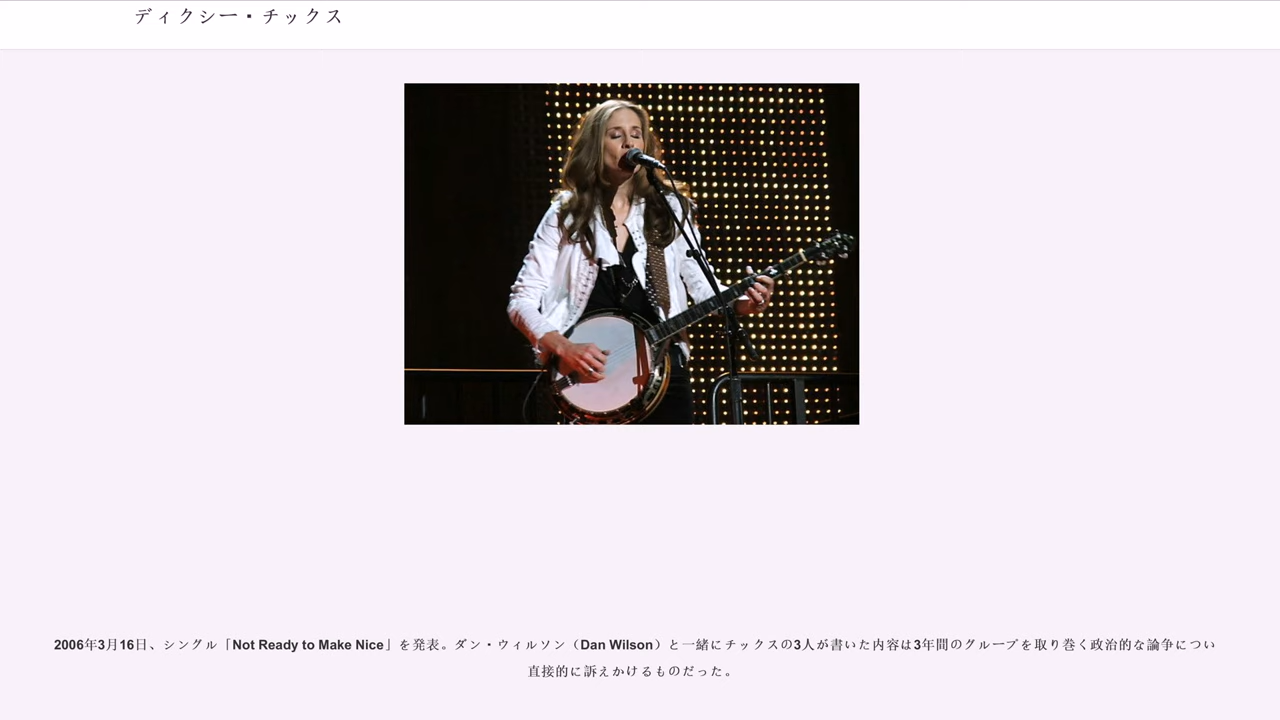 ディクシー・チックス
2006年3月16日、シングル「Not Ready to Make Nice」を発表。ダン・ウィルソン（Dan Wilson）と一緒にチックスの3人が書いた内容は3年間のグループを取り巻く政治的な論争につい
直接的に訴えかけるものだった。